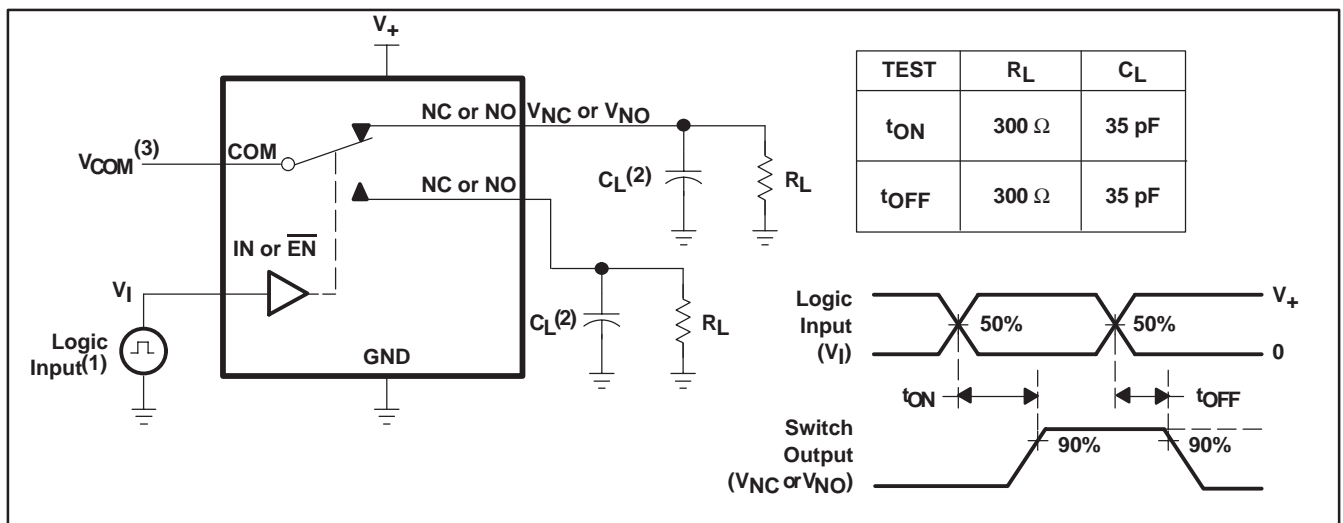 V+
NC or NO VNC or VNO
VCOM(3)
COM
CL(2)
RL
NC or NO
IN or EN
VI
CL(2)
RL
Logic
Input(1)
GND
TEST RL CL
tON 300 Ω 35 pF
tOFF 300 Ω 35 pF
Logic
Input
(VI)
50%
50%
V+
0
tON
tOFF
Switch
Output
(VNC or VNO)
90%
90%